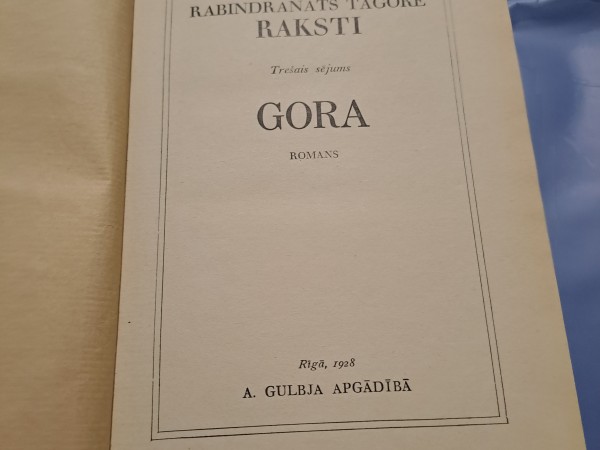 RABINDRANATS TAGORE
RAKSTI
Trešais sējums
GORA
ROMANS
Rīgā, 1928
A. GULBJA APGĀDĪBĀ